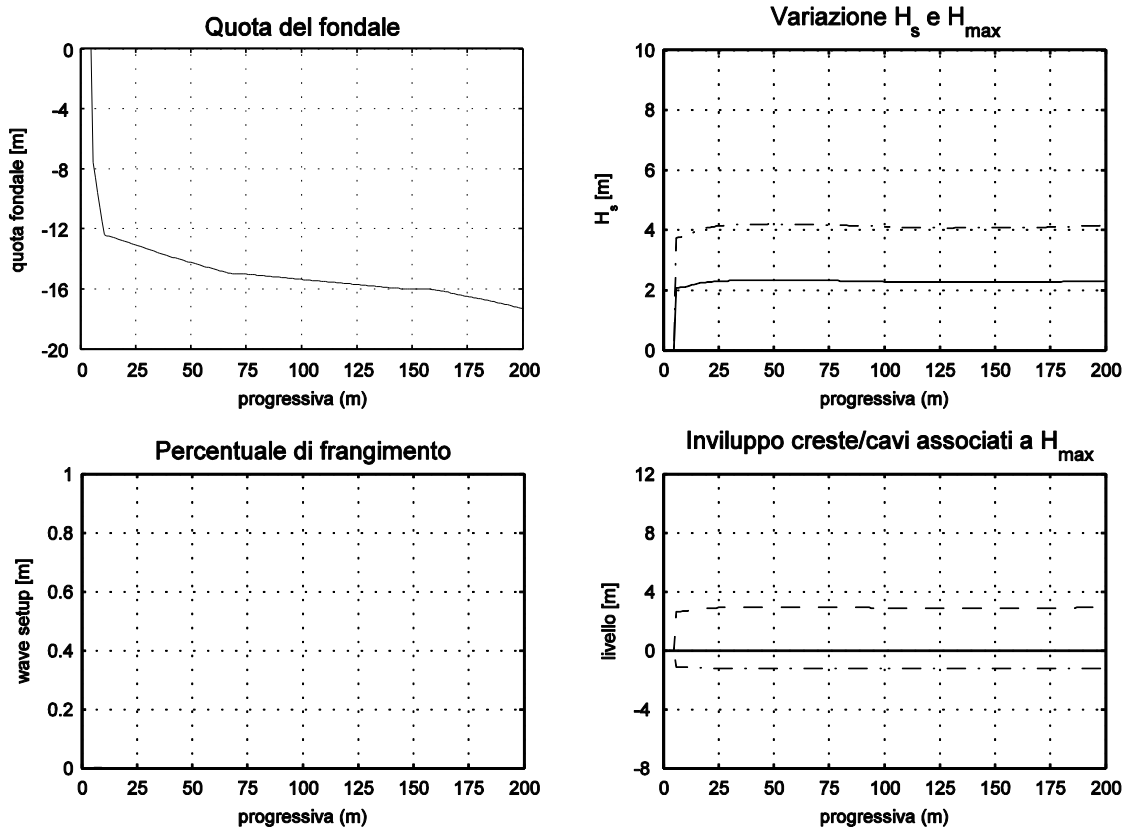 Quota del fondale
0
-4
-8
-12
-16
-20
quota fondale [m]
0 25 50 75 100 125 150 175 200
progressiva (m)
Variazione Hs e Hmax
10
8
6
4
2
0
Hs [m]
0 25 50 75 100 125 150 175 200
progressiva (m)
Percentuale di frangimento
1
0.8
0.6
0.4
0.2
0
wave setup [m]
0 25 50 75 100 125 150 175 200
progressiva (m)
Inviluppo creste/cavi associati a Hmax
12
8
4
0
-4
-8
livello [m]
0 25 50 75 100 125 150 175 200
progressiva (m)